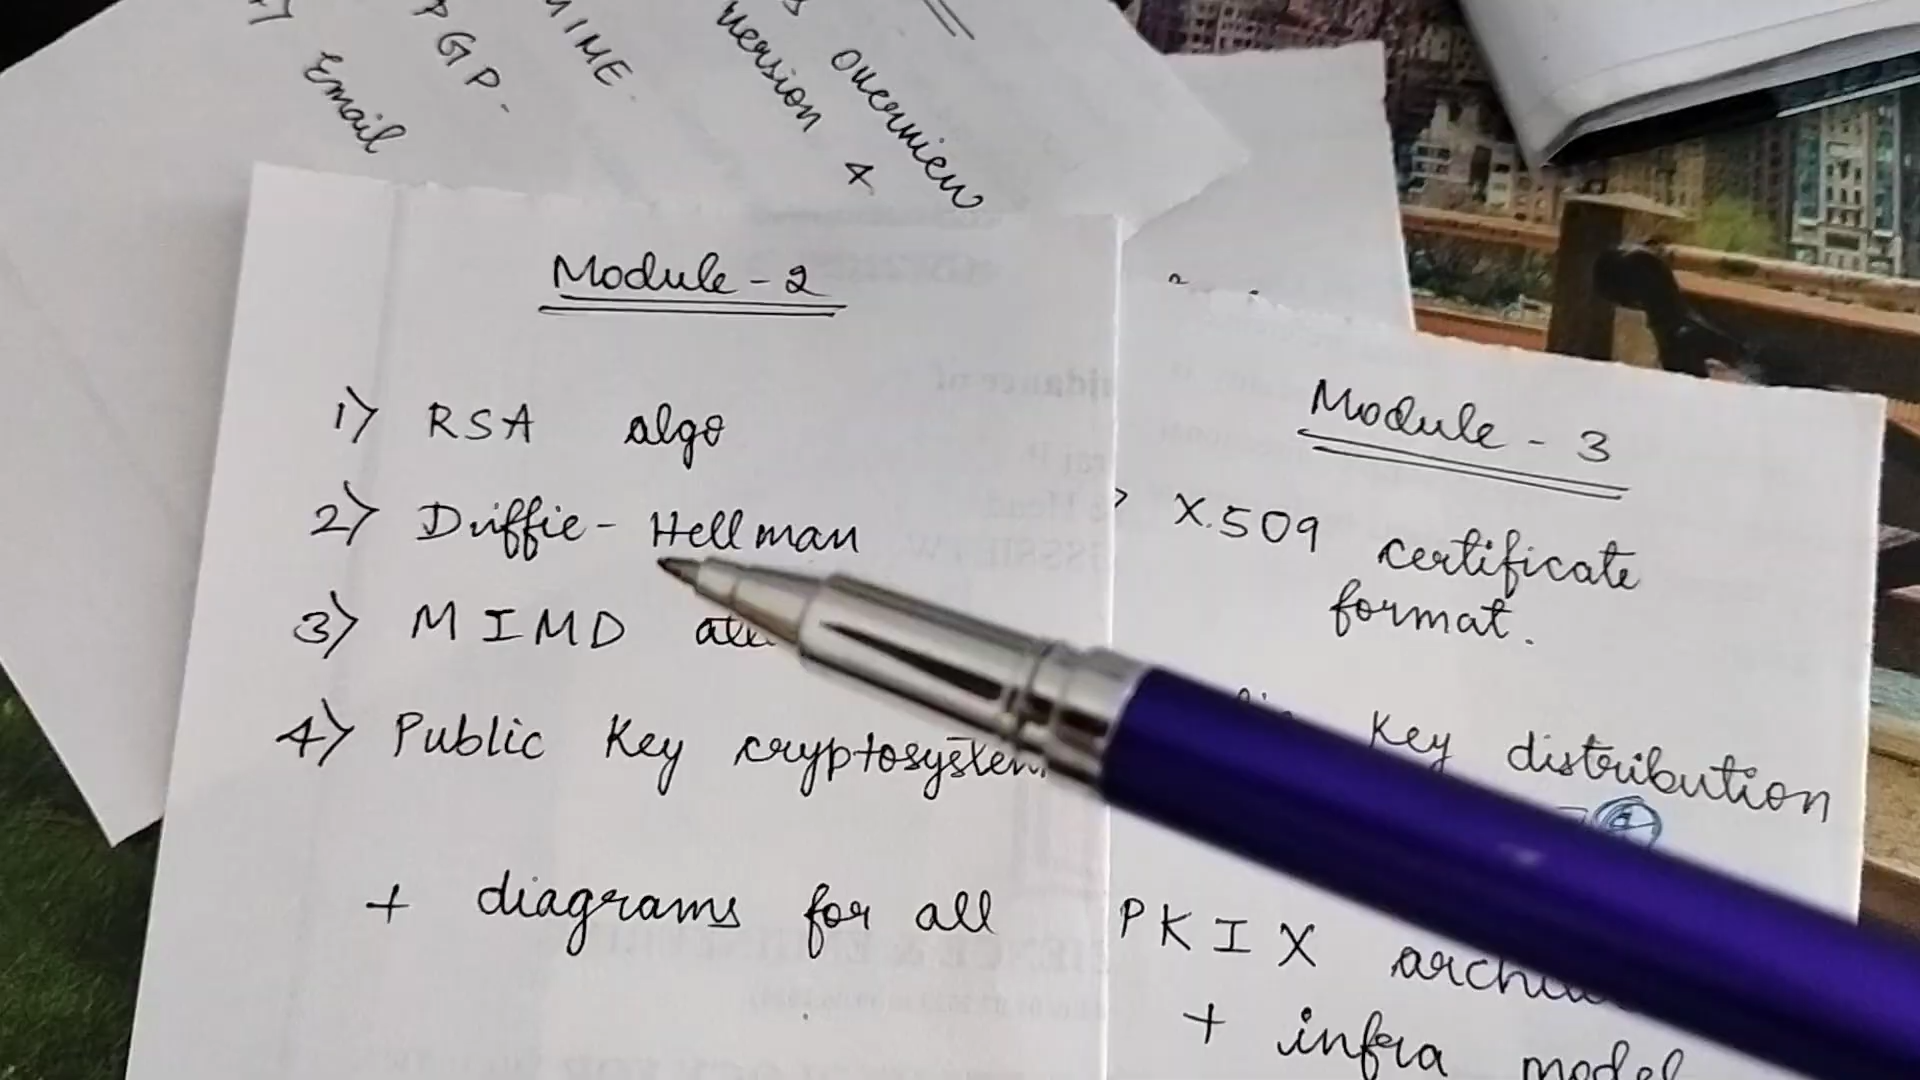 PGP.
Email
MIME.
version 4
overview
Module - 2
1) RSA algo
2) Diffie - Hellman
3) MIMD
4) Public Key cryptosystem
+ diagrams for all
Module - 3
X.509 certificate
format.
Key distribution
PKIX
+ infra model